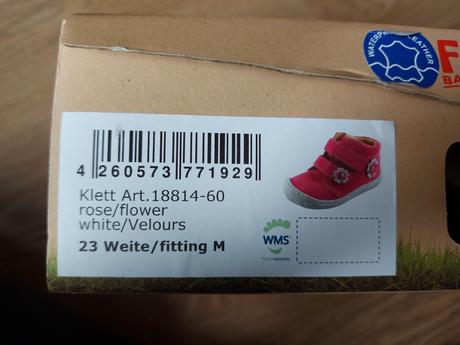 WATERPROOF LEATHER
4 260573 771929
Klett Art.18814-60
rose/flower
white/Velours
23 Weite/fitting M
WMS